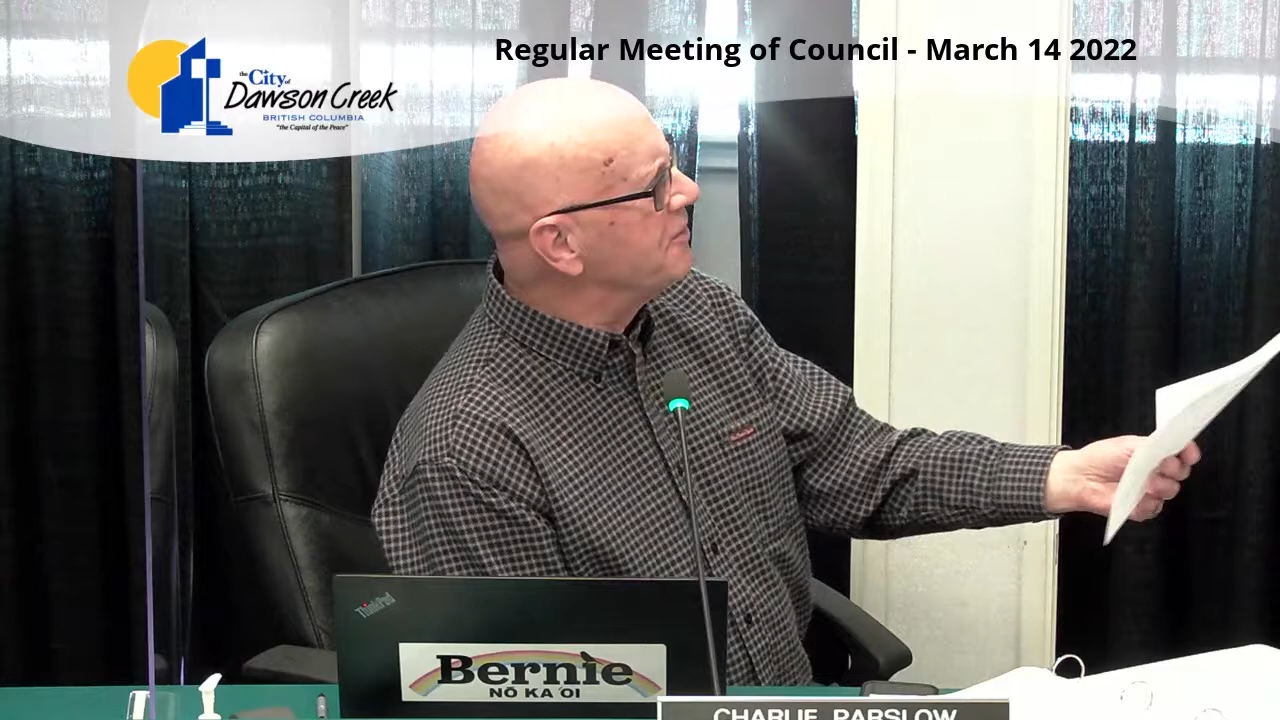 Regular Meeting of Council - March 14 2022
the City of
Dawson Creek
BRITISH COLUMBIA
"the Capital of the Peace"
ThinkPad
Bernie
NŌ KA ʻOI
CHARLIE PARSLOW